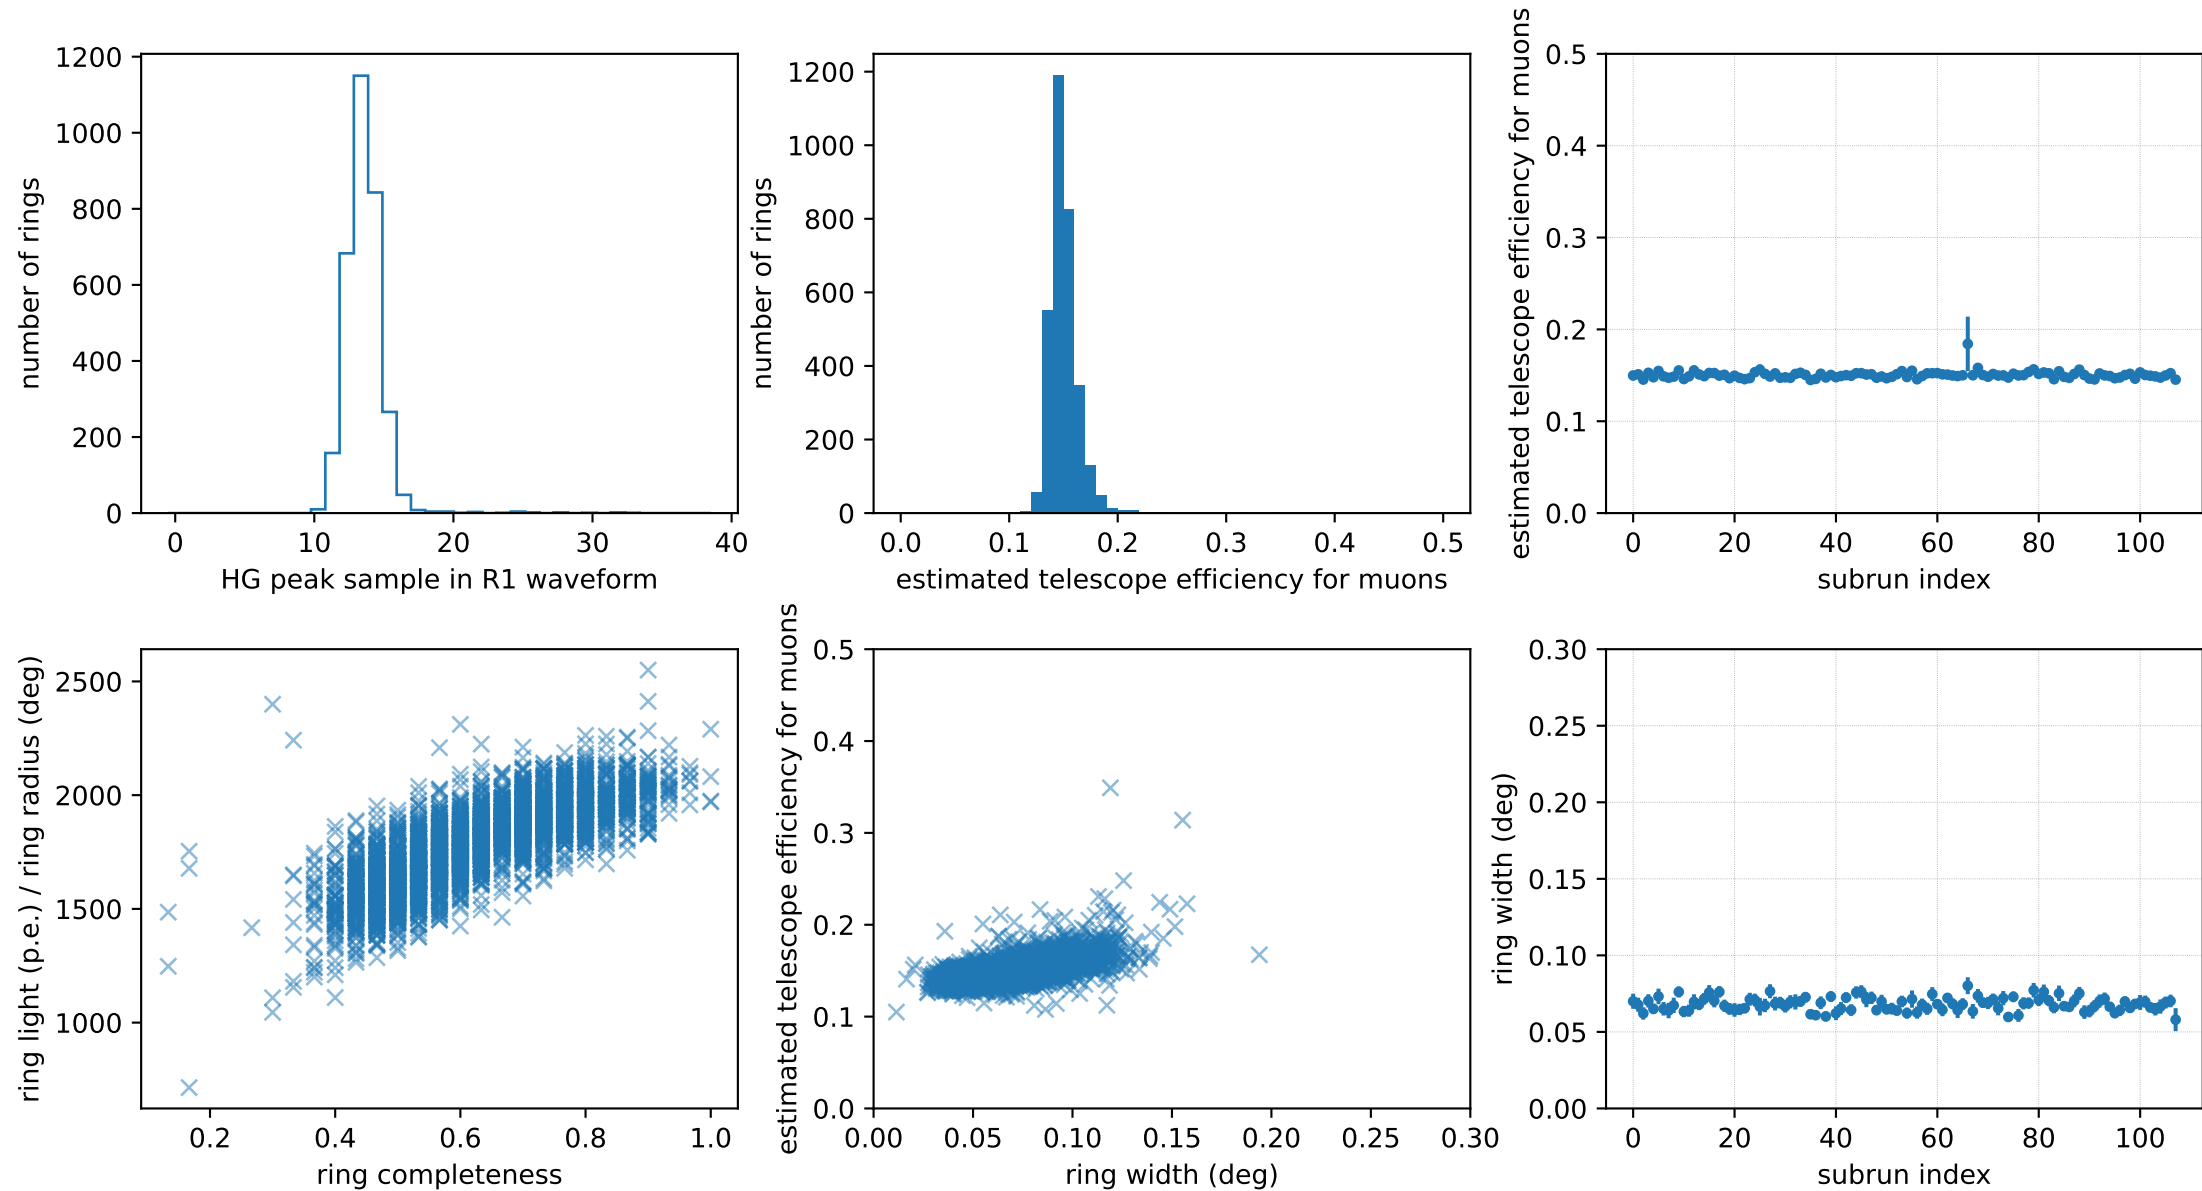 1200
1000
800
600
400
200
0
number of rings
0 10 20 30 40
HG peak sample in R1 waveform
1200
1000
800
600
400
200
0
number of rings
0.0 0.1 0.2 0.3 0.4 0.5
estimated telescope efficiency for muons
0.5
0.4
0.3
0.2
0.1
0.0
estimated telescope efficiency for muons
0 20 40 60 80 100
subrun index
2500
2000
1500
1000
ring light (p.e.) / ring radius (deg)
0.2 0.4 0.6 0.8 1.0
ring completeness
0.5
0.4
0.3
0.2
0.1
0.0
estimated telescope efficiency for muons
0.00 0.05 0.10 0.15 0.20 0.25 0.30
ring width (deg)
0.30
0.25
0.20
0.15
0.10
0.05
0.00
ring width (deg)
0 20 40 60 80 100
subrun index